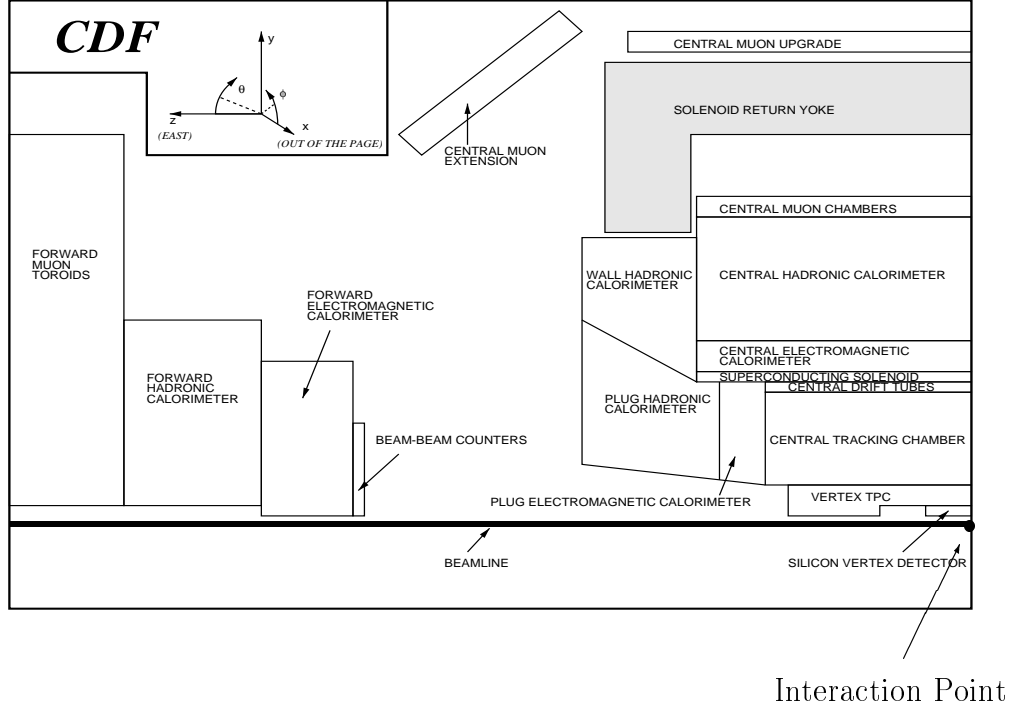 CDF
y
θ
φ
z
x
(EAST)
(OUT OF THE PAGE)
CENTRAL MUON UPGRADE
SOLENOID RETURN YOKE
CENTRAL MUON
EXTENSION
CENTRAL MUON CHAMBERS
FORWARD
MUON
TOROIDS
WALL HADRONIC
CALORIMETER
CENTRAL HADRONIC CALORIMETER
FORWARD
ELECTROMAGNETIC
CALORIMETER
CENTRAL ELECTROMAGNETIC
CALORIMETER
SUPERCONDUCTING SOLENOID
CENTRAL DRIFT TUBES
FORWARD
HADRONIC
CALORIMETER
PLUG HADRONIC
CALORIMETER
BEAM-BEAM COUNTERS
CENTRAL TRACKING CHAMBER
PLUG ELECTROMAGNETIC CALORIMETER
VERTEX TPC
BEAMLINE
SILICON VERTEX DETECTOR
Interaction Point